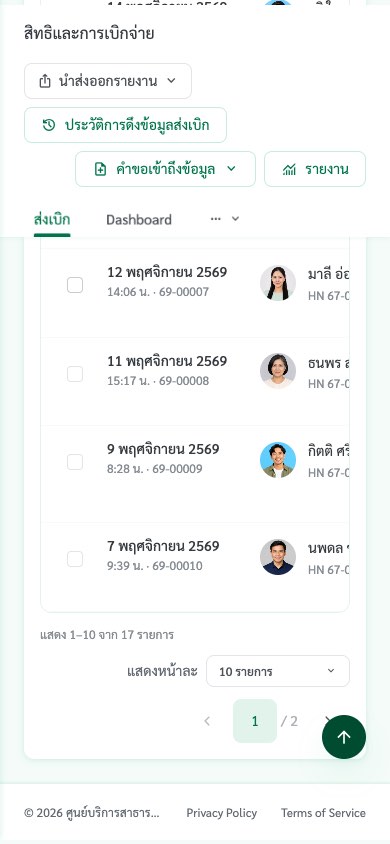 สิทธิและการเบิกจ่าย
นำส่งออกรายงาน
ประวัติการดึงข้อมูลส่งเบิก
คำขอเข้าถึงข้อมูล
รายงาน
ส่งเบิก Dashboard ...
12 พฤศจิกายน 2569
14:06 น. · 69-00007
มาลี
HN 67-0
11 พฤศจิกายน 2569
15:17 น. · 69-00008
ธนพร
HN 67-0
9 พฤศจิกายน 2569
8:28 น. · 69-00009
กิตติ
HN 67-0
7 พฤศจิกายน 2569
9:39 น. · 69-00010
นพดล
HN 67-0
แสดง 1–10 จาก 17 รายการ
แสดงหน้าละ 10 รายการ
1 / 2
© 2026 ศูนย์บริการสาธาร... Privacy Policy Terms of Service